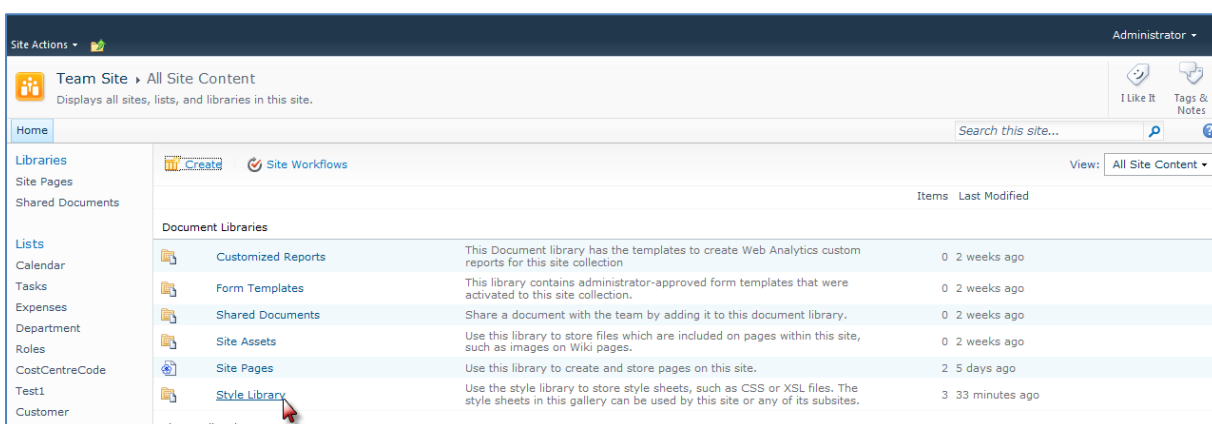 Site Actions
Administrator
Team Site ▸ All Site Content
Displays all sites, lists, and libraries in this site.
I Like It
Tags &
Notes
Home
Search this site...
Libraries
Site Pages
Shared Documents
Lists
Calendar
Tasks
Expenses
Department
Roles
CostCentreCode
Test1
Customer
Create
Site Workflows
View: All Site Content
Items Last Modified
Document Libraries
Customized Reports
This Document library has the templates to create Web Analytics custom
reports for this site collection
0 2 weeks ago
Form Templates
This library contains administrator-approved form templates that were
activated to this site collection.
0 2 weeks ago
Shared Documents
Share a document with the team by adding it to this document library.
0 2 weeks ago
Site Assets
Use this library to store files which are included on pages within this site,
such as images on Wiki pages.
0 2 weeks ago
Site Pages
Use this library to create and store pages on this site.
2 5 days ago
Style Library
Use the style library to store style sheets, such as CSS or XSL files. The
style sheets in this gallery can be used by this site or any of its subsites.
3 33 minutes ago